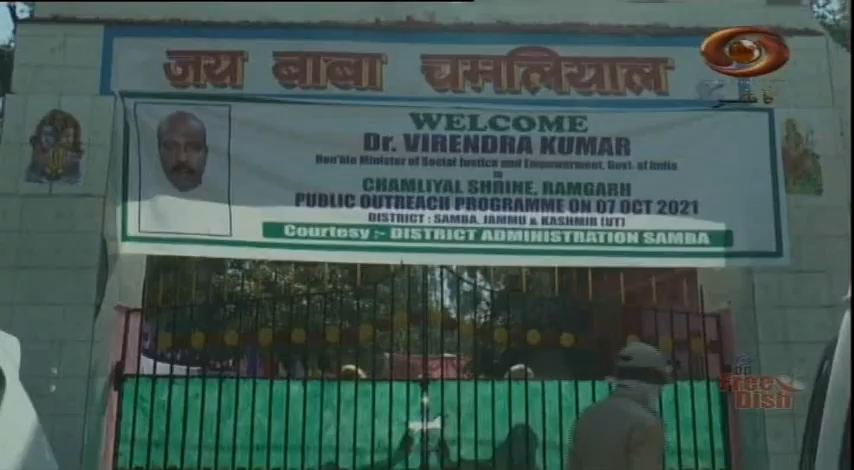 जय बाबा चमलियाल
WELCOME
Dr. VIRENDRA KUMAR
Hon'ble Minister of Social Justice and Empowerment, Govt. of India
to
CHAMLIYAL SHRINE, RAMGARH
PUBLIC OUTREACH PROGRAMME ON 07 OCT 2021
DISTRICT : SAMBA, JAMMU & KASHMIR (UT)
Courtesy :- DISTRICT ADMINISTRATION SAMBA
Free
Dish